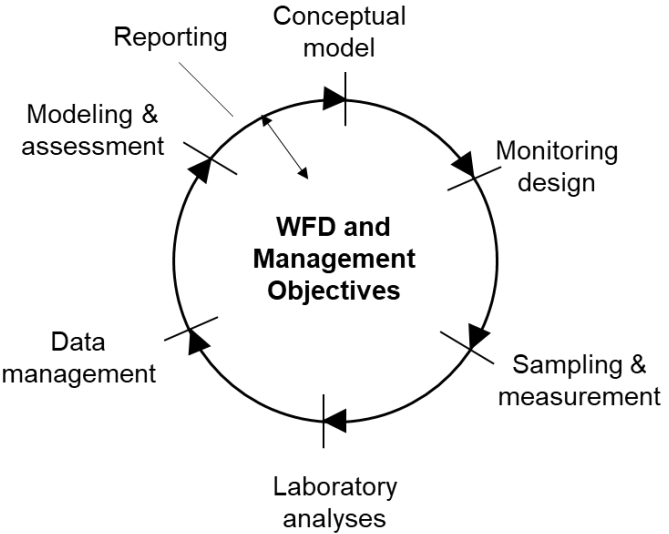 Conceptual
model
Reporting
Modeling &
assessment
Monitoring
design
WFD and
Management
Objectives
Data
management
Sampling &
measurement
Laboratory
analyses